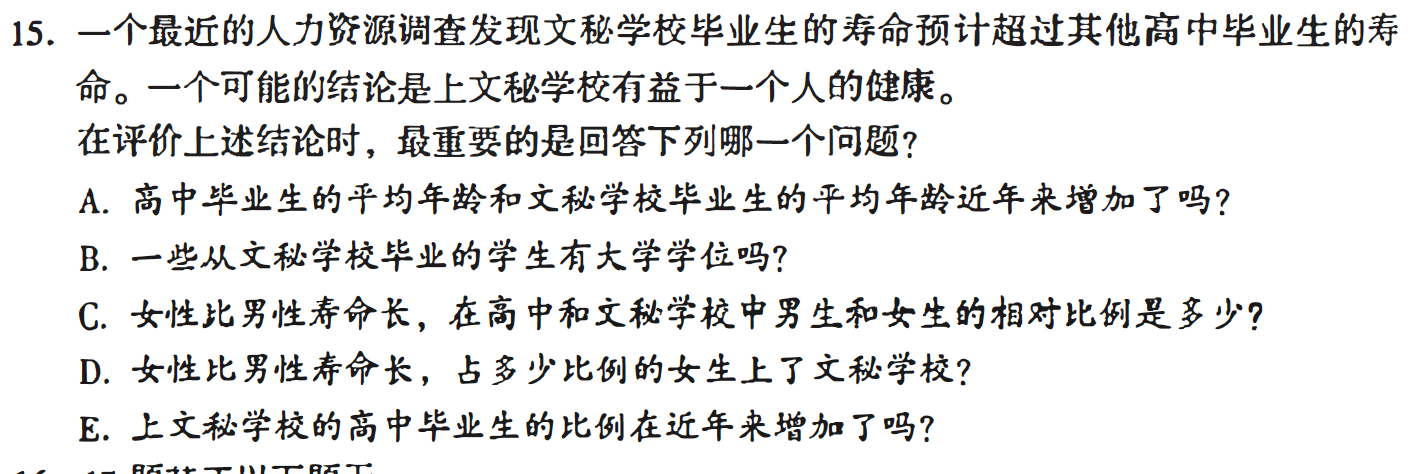 15. 一个最近的人力资源调查发现文秘学校毕业生的寿命预计超过其他高中毕业生的寿
命。一个可能的结论是上文秘学校有益于一个人的健康。
在评价上述结论时，最重要的是回答下列哪一个问题?
A. 高中毕业生的平均年龄和文秘学校毕业生的平均年龄近年来增加了吗?
B. 一些从文秘学校毕业的学生有大学学位吗?
C. 女性比男性寿命长，在高中和文秘学校中男生和女生的相对比例是多少?
D. 女性比男性寿命长，占多少比例的女生上了文秘学校?
E. 上文秘学校的高中毕业生的比例在近年来增加了吗?